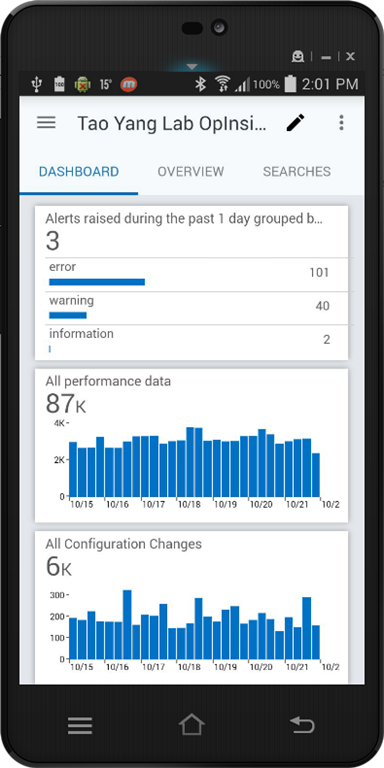 100
15°
100%
2:01 PM
Tao Yang Lab OpInsi...
DASHBOARD
OVERVIEW
SEARCHES
Alerts raised during the past 1 day grouped b...
3
error
101
warning
40
information
2
All performance data
87K
4K
2K
0
10/15 10/16 10/17 10/18 10/19 10/20 10/21 10/2
All Configuration Changes
6K
300
200
100
0
10/15 10/16 10/17 10/18 10/19 10/20 10/21 10/2